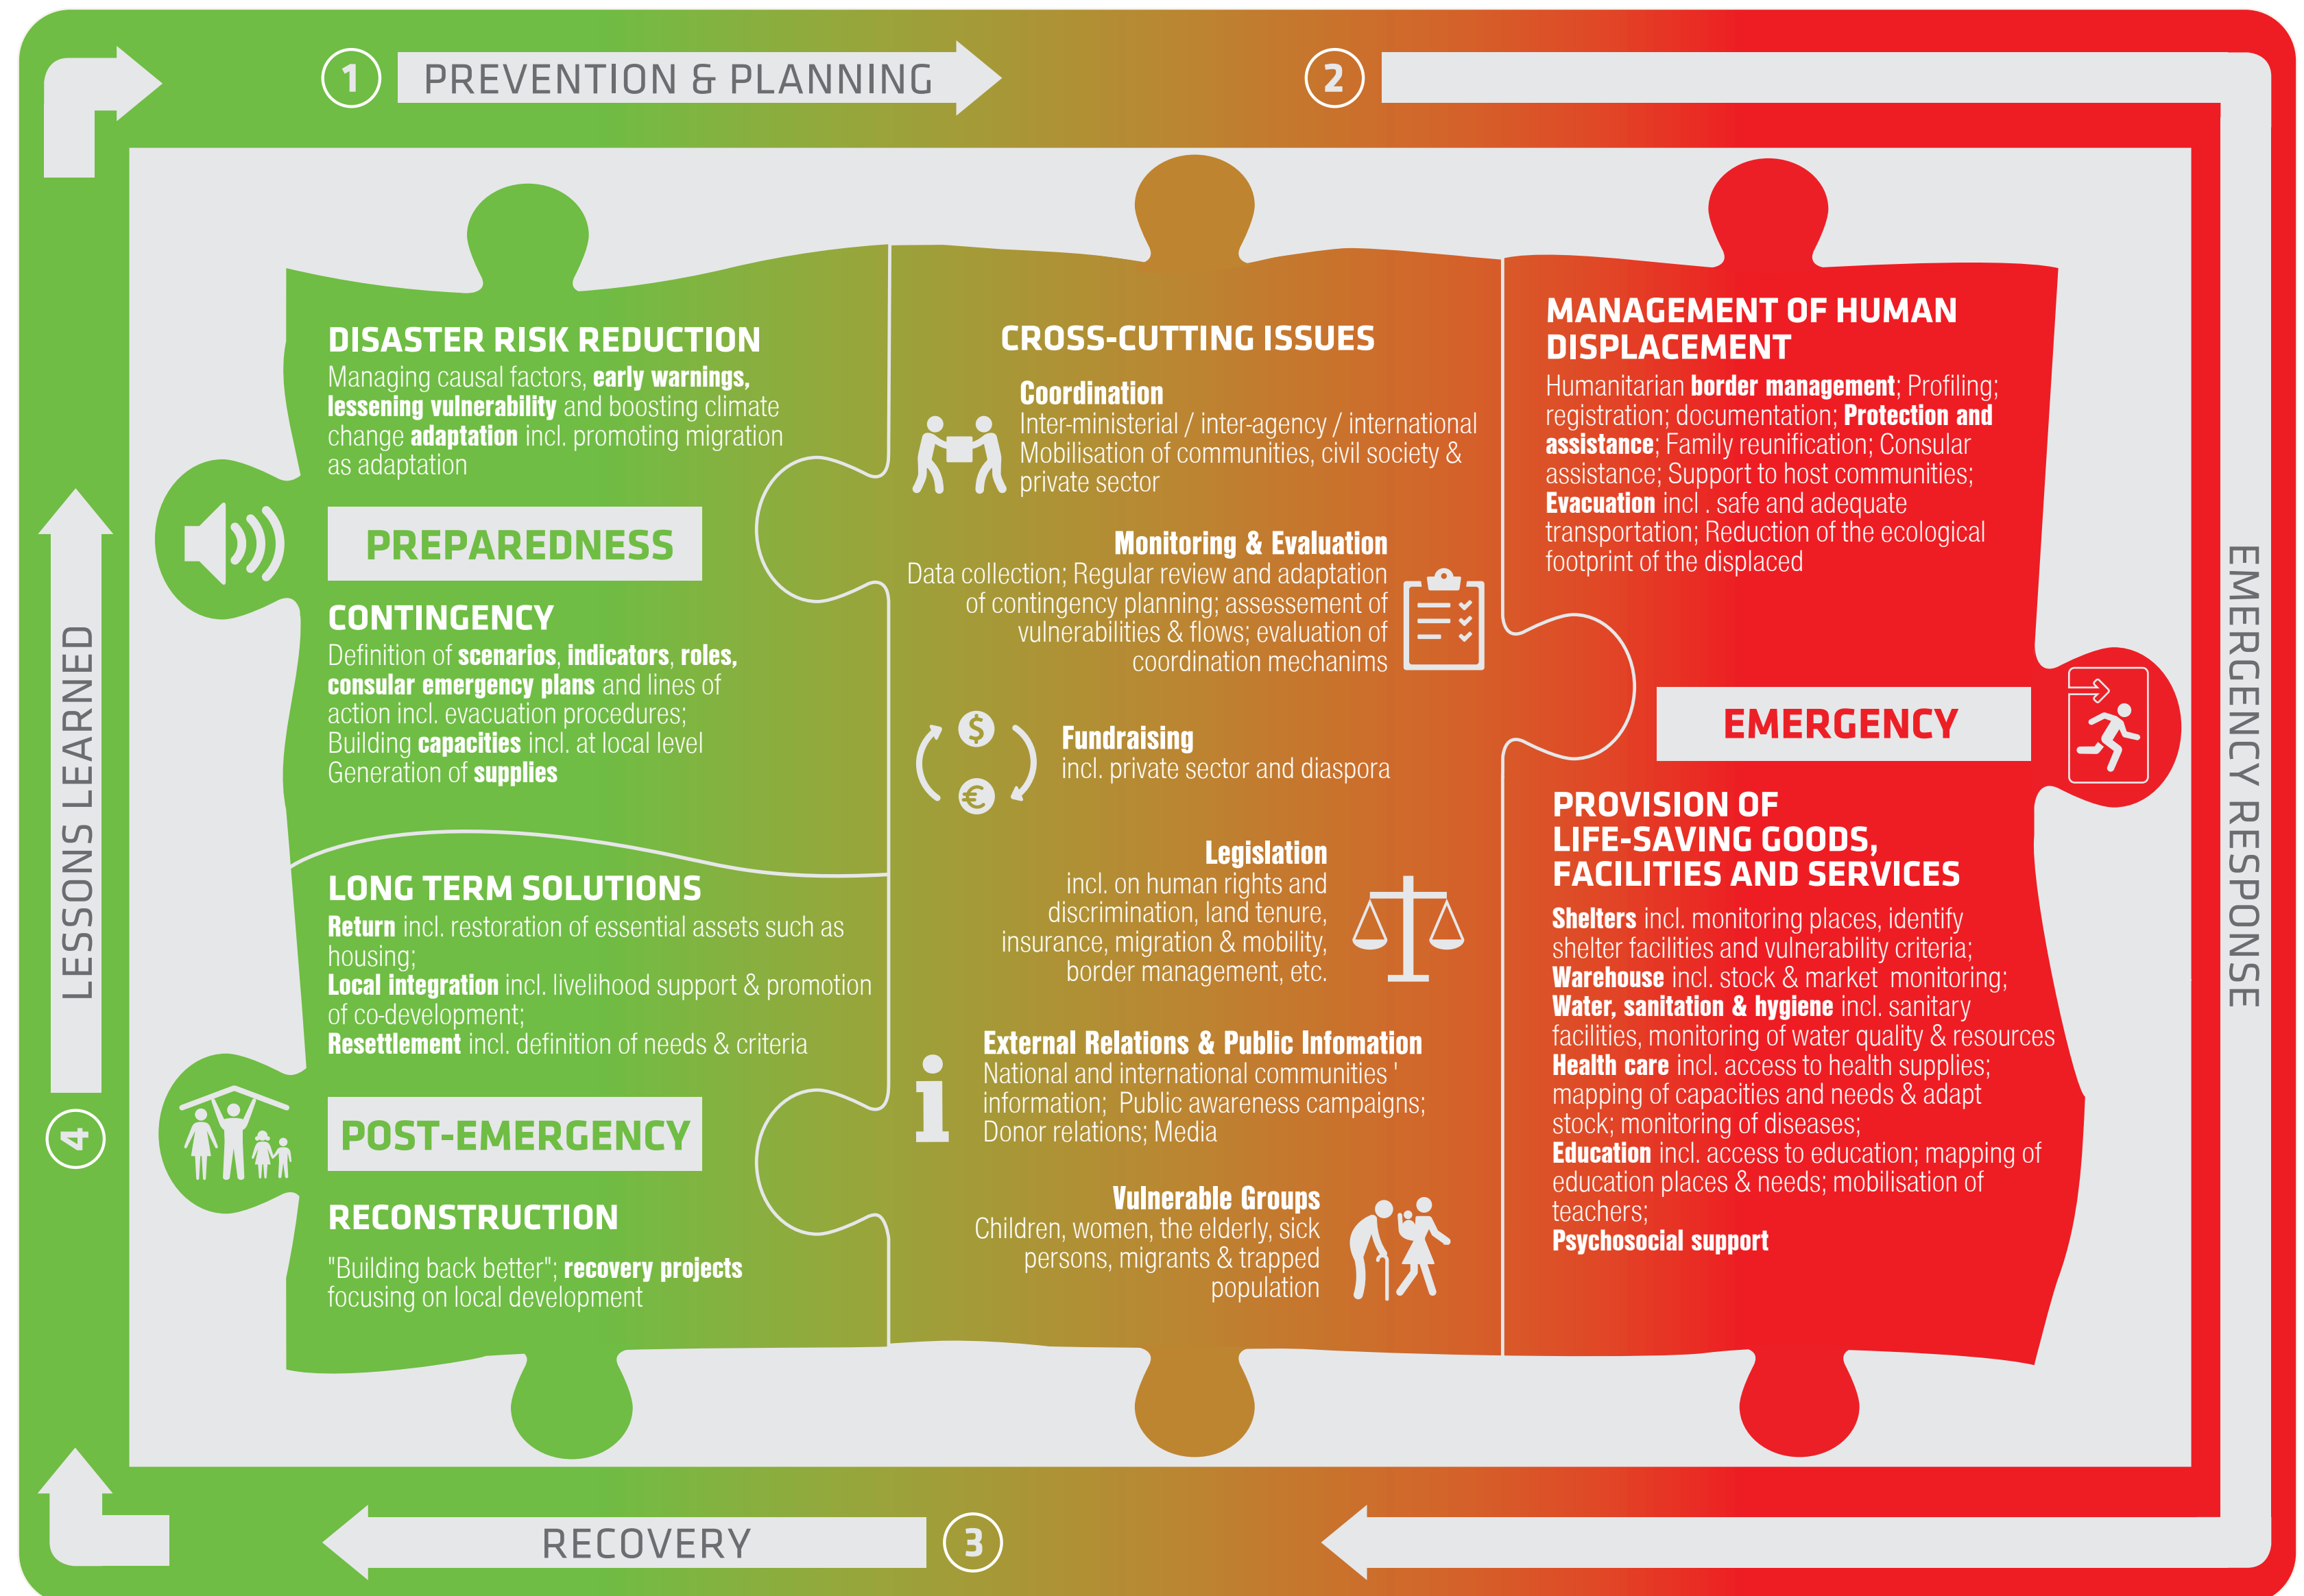 1
PREVENTION & PLANNING
2
DISASTER RISK REDUCTION
Managing causal factors, early warnings,
lessening vulnerability and boosting climate
change adaptation incl. promoting migration
as adaptation
PREPAREDNESS
CONTINGENCY
Definition of scenarios, indicators, roles,
consular emergency plans and lines of
action incl. evacuation procedures;
Building capacities incl. at local level
Generation of supplies
LONG TERM SOLUTIONS
Return incl. restoration of essential assets such as
housing;
Local integration incl. livelihood support & promotion
of co-development;
Resettlement incl. definition of needs & criteria
POST-EMERGENCY
RECONSTRUCTION
"Building back better"; recovery projects
focusing on local development
CROSS-CUTTING ISSUES
Coordination
Inter-ministerial / inter-agency / international
Mobilisation of communities, civil society &
private sector
Monitoring & Evaluation
Data collection; Regular review and adaptation
of contingency planning; assessement of
vulnerabilities & flows; evaluation of
coordination mechanims
$
€
Fundraising
incl. private sector and diaspora
Legislation
incl. on human rights and
discrimination, land tenure,
insurance, migration & mobility,
border management, etc.
External Relations & Public Infomation
National and international communities '
information; Public awareness campaigns;
Donor relations; Media
Vulnerable Groups
Children, women, the elderly, sick
persons, migrants & trapped
population
MANAGEMENT OF HUMAN
DISPLACEMENT
Humanitarian border management; Profiling;
registration; documentation; Protection and
assistance; Family reunification; Consular
assistance; Support to host communities;
Evacuation incl . safe and adequate
transportation; Reduction of the ecological
footprint of the displaced
EMERGENCY
PROVISION OF
LIFE-SAVING GOODS,
FACILITIES AND SERVICES
Shelters incl. monitoring places, identify
shelter facilities and vulnerability criteria;
Warehouse incl. stock & market monitoring;
Water, sanitation & hygiene incl. sanitary
facilities, monitoring of water quality & resources
Health care incl. access to health supplies;
mapping of capacities and needs & adapt
stock; monitoring of diseases;
Education incl. access to education; mapping of
education places & needs; mobilisation of
teachers;
Psychosocial support
EMERGENCY RESPONSE
3
RECOVERY
4
LESSONS LEARNED